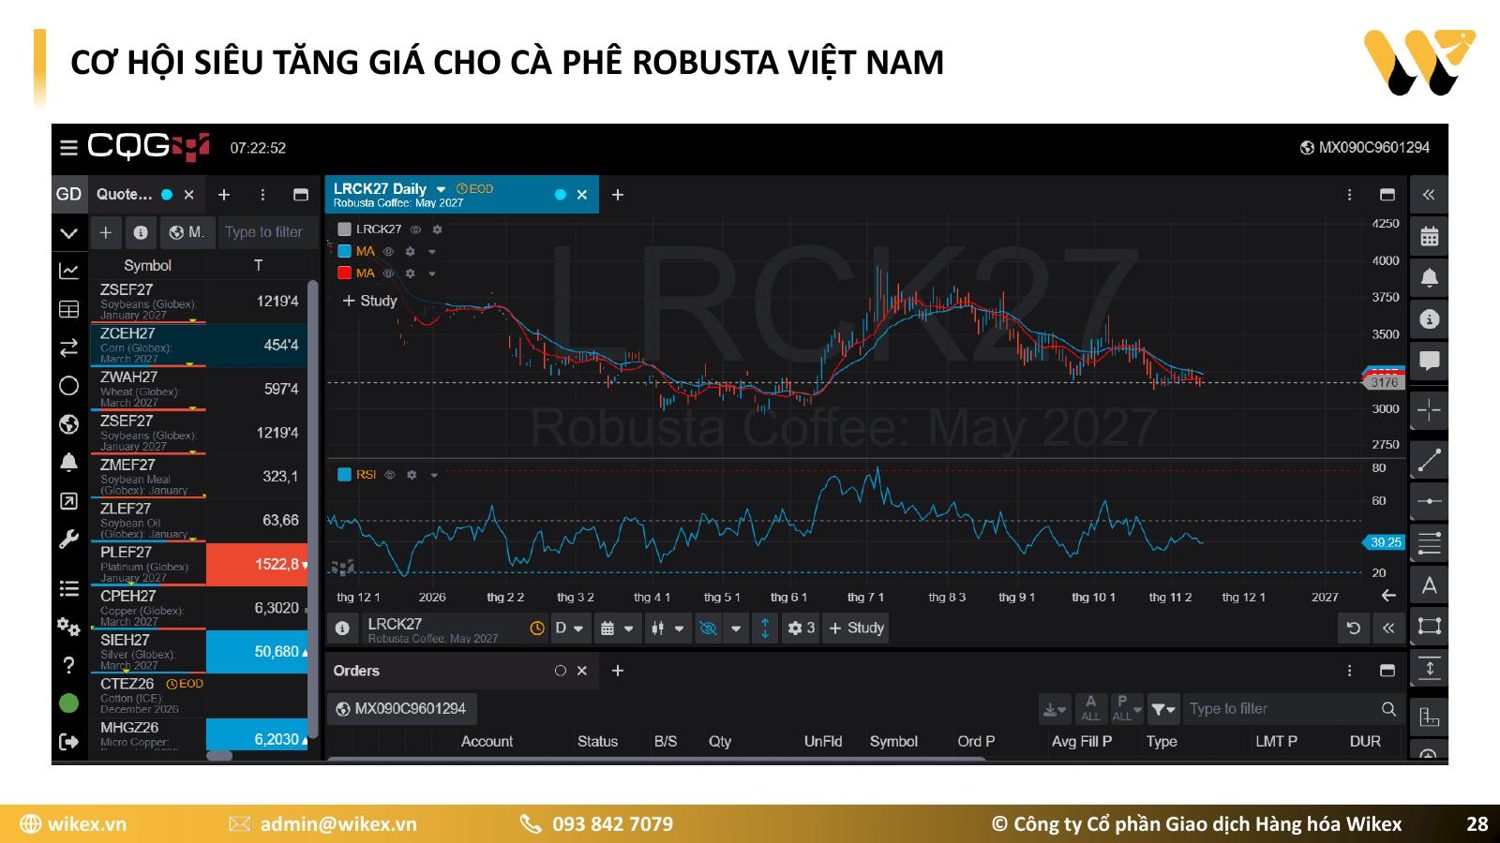 CƠ HỘI SIÊU TĂNG GIÁ CHO CÀ PHÊ ROBUSTA VIỆT NAM
CQG
07:22:52
MX090C9601294
GD
Quote...
M.
Type to filter
Symbol
T
ZSEF27
Soybeans (Globex):
January 2027
1219'4
ZCEH27
Corn (Globex):
March 2027
454'4
ZWAH27
Wheat (Globex):
March 2027
597'4
ZSEF27
Soybeans (Globex):
January 2027
1219'4
ZMEF27
Soybean Meal
(Globex): January
323,1
ZLEF27
Soybean Oil
(Globex): January
63,66
PLEF27
Platinum (Globex):
January 2027
1522,8
CPEH27
Copper (Globex):
March 2027
6,3020
SIEH27
Silver (Globex):
March 2027
50,680
CTEZ26
EOD
Cotton (ICE):
December 2026
MHGZ26
Micro Copper:
6,2030
LRCK27 Daily
EOD
Robusta Coffee: May 2027
LRCK27
MA
MA
+ Study
LRCK27
Robusta Coffee: May 2027
4250
4000
3750
3500
3176
3000
2750
RSI
80
60
39.25
20
thg 12 1
2026
thg 2 2
thg 3 2
thg 4 1
thg 5 1
thg 6 1
thg 7 1
thg 8 3
thg 9 1
thg 10 1
thg 11 2
thg 12 1
2027
LRCK27
Robusta Coffee: May 2027
D
3
+ Study
Orders
MX090C9601294
A
ALL
P
ALL
Type to filter
Account
Status
B/S
Qty
UnFld
Symbol
Ord P
Avg Fill P
Type
LMT P
DUR
wikex.vn
admin@wikex.vn
093 842 7079
© Công ty Cổ phần Giao dịch Hàng hóa Wikex
28